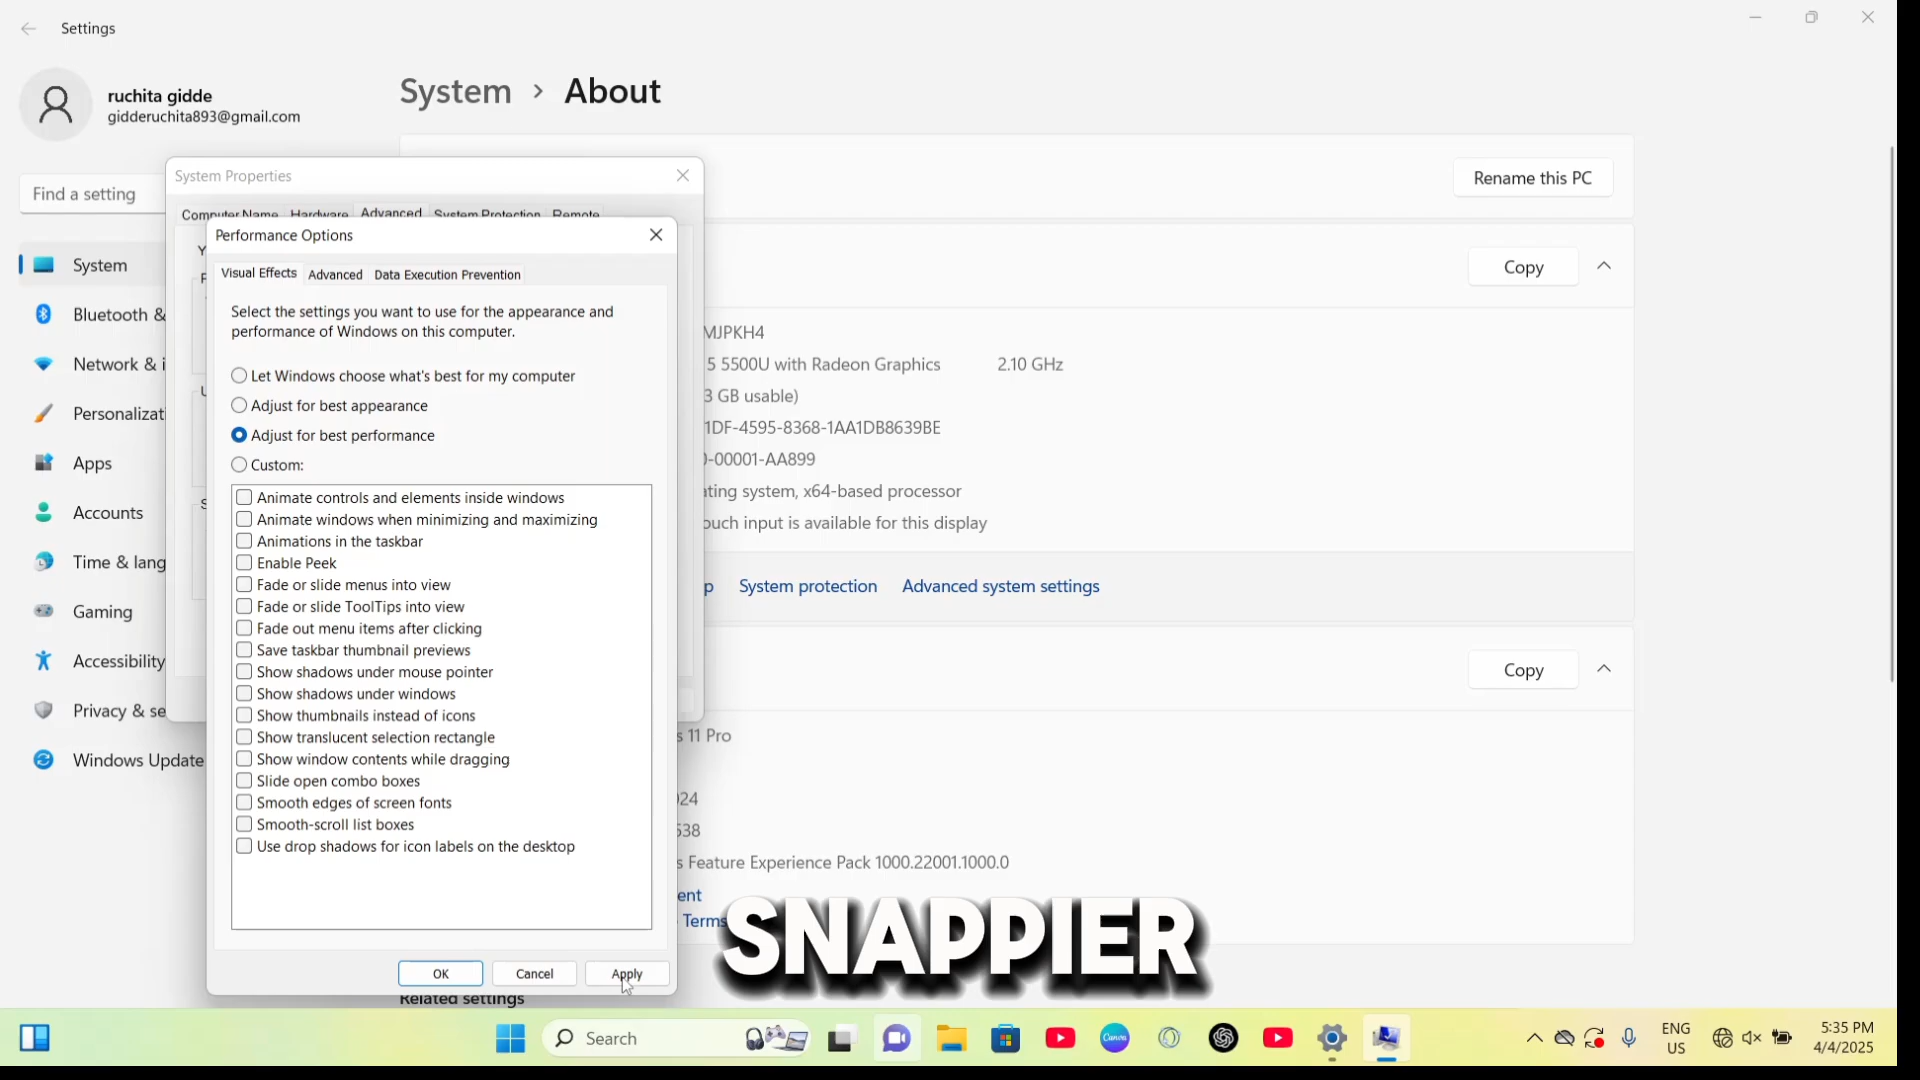 Settings
ruchita gidde
gidderuchita893@gmail.com
System > About
Find a setting
System
Bluetooth &
Network & i
Personalizat
Apps
Accounts
Time & lang
Gaming
Accessibility
Privacy & se
Windows Update
Rename this PC
Copy
System Properties
Computer Name Hardware Advanced System Protection Remote
Performance Options
Visual Effects Advanced Data Execution Prevention
Select the settings you want to use for the appearance and
performance of Windows on this computer.
Let Windows choose what's best for my computer
Adjust for best appearance
Adjust for best performance
Custom:
Animate controls and elements inside windows
Animate windows when minimizing and maximizing
Animations in the taskbar
Enable Peek
Fade or slide menus into view
Fade or slide ToolTips into view
Fade out menu items after clicking
Save taskbar thumbnail previews
Show shadows under mouse pointer
Show shadows under windows
Show thumbnails instead of icons
Show translucent selection rectangle
Show window contents while dragging
Slide open combo boxes
Smooth edges of screen fonts
Smooth-scroll list boxes
Use drop shadows for icon labels on the desktop
OK Cancel Apply
MJPKH4
5 5500U with Radeon Graphics 2.10 GHz
3 GB usable)
1DF-4595-8368-1AA1DB8639BE
0-00001-AA899
ating system, x64-based processor
ouch input is available for this display
p System protection Advanced system settings
Copy
s 11 Pro
024
538
s Feature Experience Pack 1000.22001.1000.0
ent
Terms
SNAPPIER
Related settings
Search
Canva
ENG
US
5:35 PM
4/4/2025